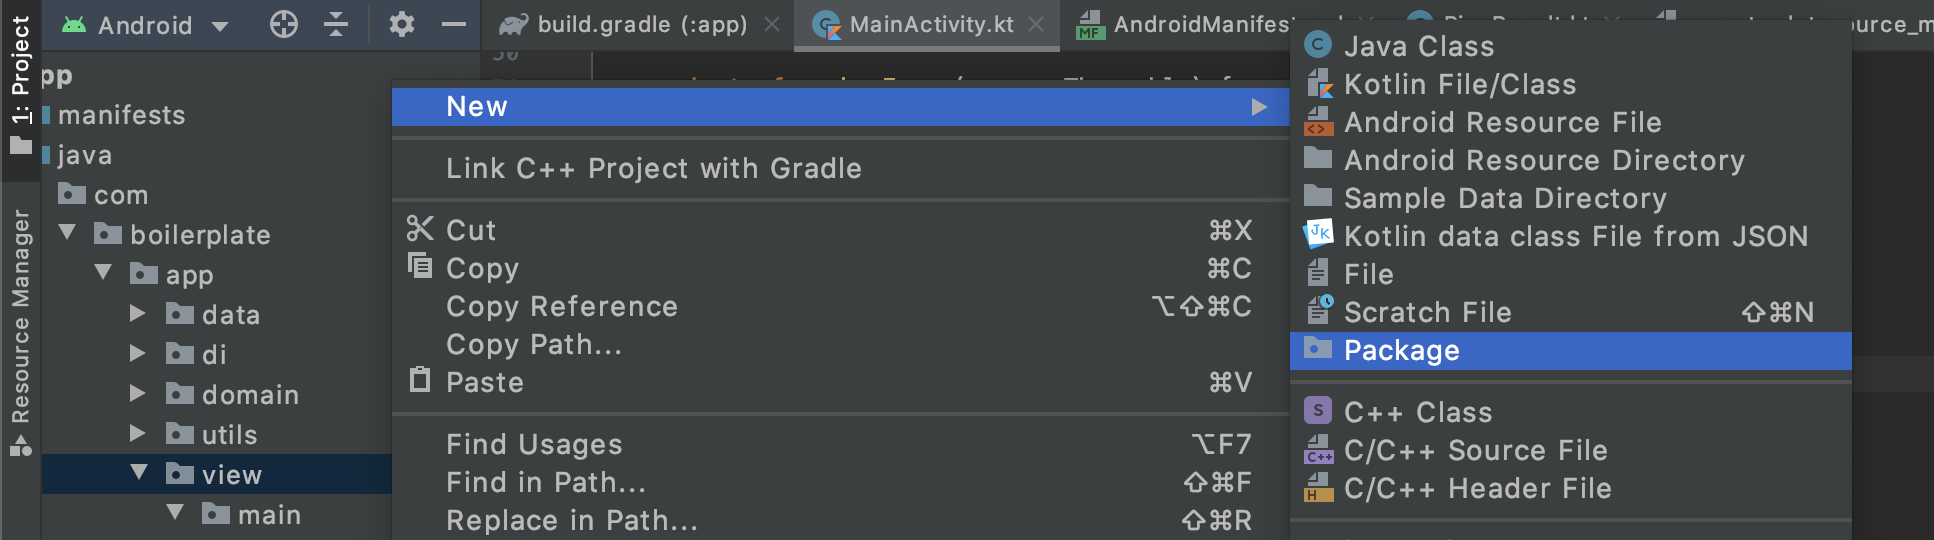 1: Project
Resource Manager
Android
build.gradle (:app)
MainActivity.kt
AndroidManifest
pp
manifests
java
com
boilerplate
app
data
di
domain
utils
view
main
New
Link C++ Project with Gradle
Cut ⌘X
Copy ⌘C
Copy Reference ⌥⇧⌘C
Copy Path...
Paste ⌘V
Find Usages ⌥F7
Find in Path... ⇧⌘F
Replace in Path... ⇧⌘R
Java Class
Kotlin File/Class
Android Resource File
Android Resource Directory
Sample Data Directory
Kotlin data class File from JSON
File
Scratch File ⇧⌘N
Package
C++ Class
C/C++ Source File
C/C++ Header File